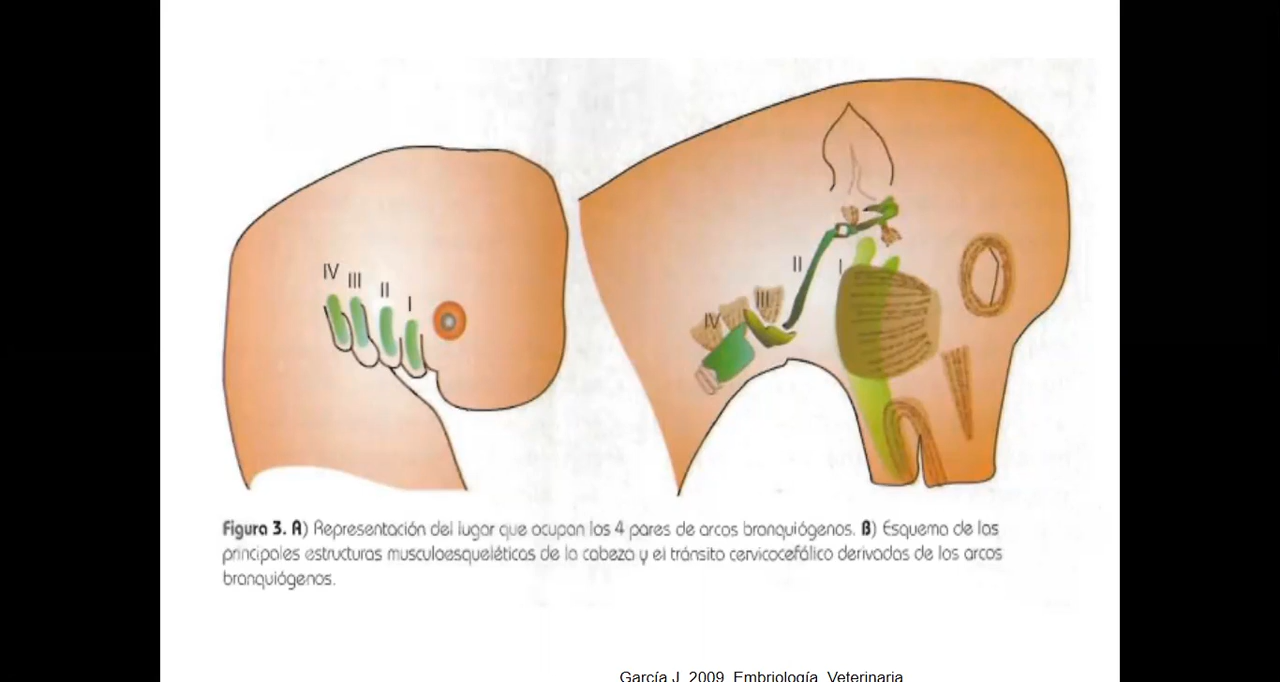 IV III II I
II I III IV
Figura 3. A) Representación del lugar que ocupan los 4 pares de arcos branquiógenos. B) Esquema de las
principales estructuras musculoesqueléticas de la cabeza y el tránsito cervicocefálico derivadas de los arcos
branquiógenos.
García J. 2009. Embriología Veterinaria